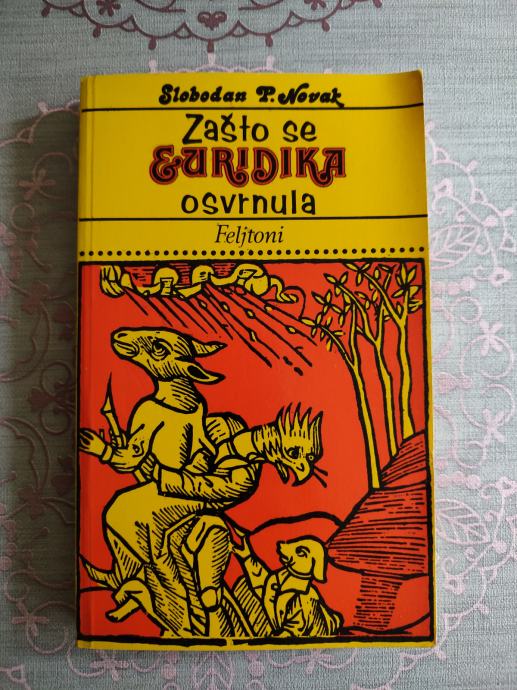 Slobodan P. Novak
Zašto se
EURIDIKA
osvrnula
Feljtoni